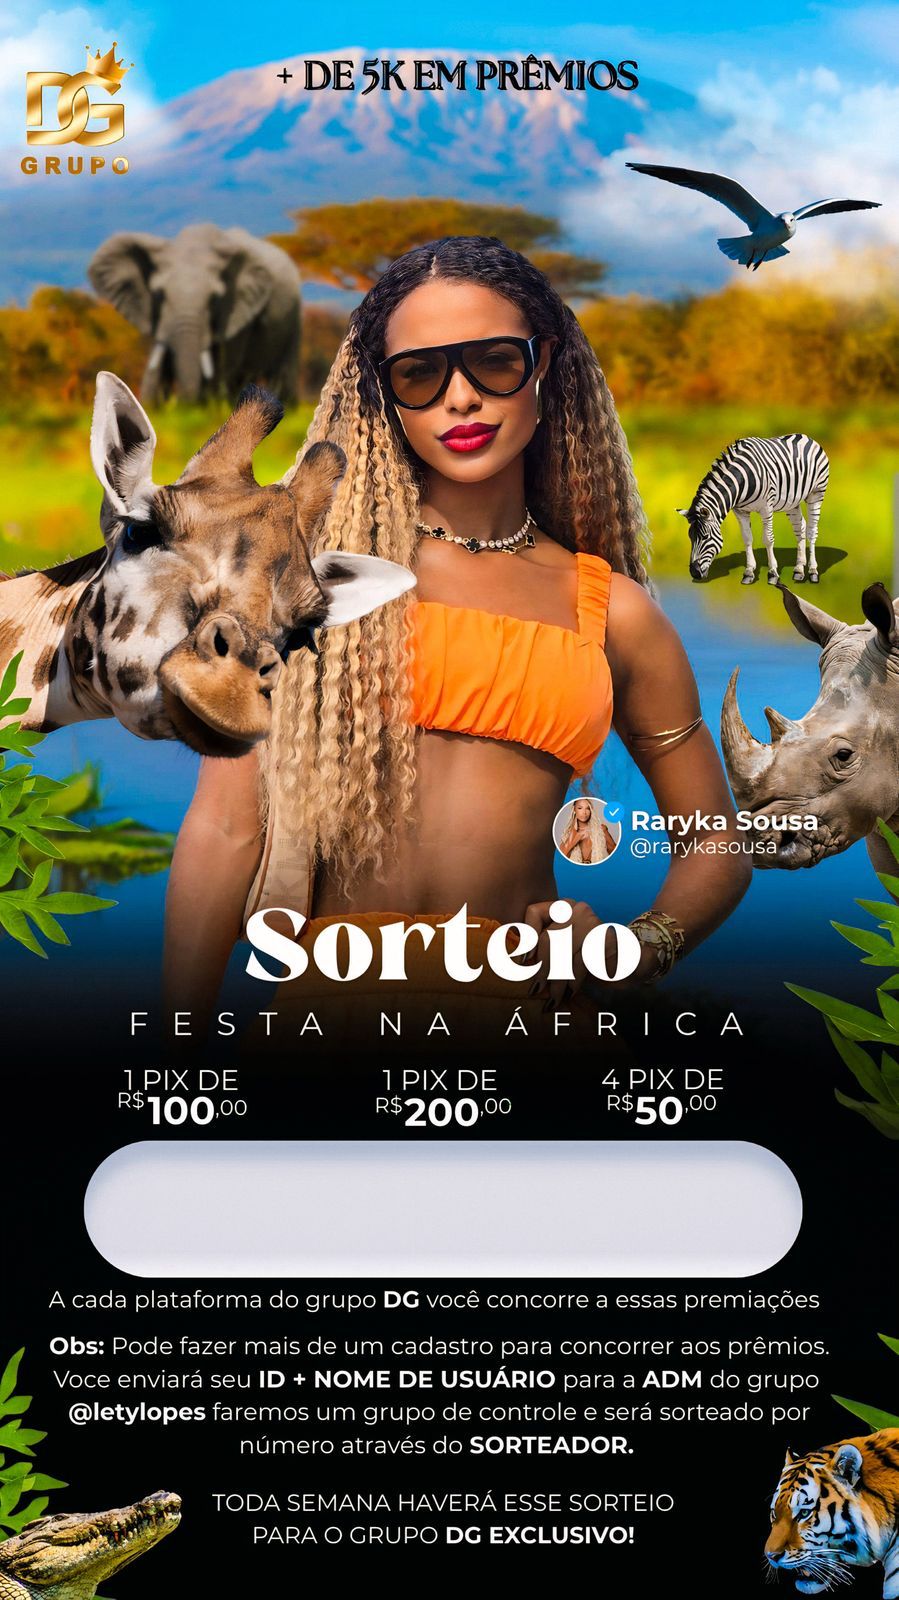 + DE 5K EM PRÊMIOS
DG
GRUPO
Raryka Sousa
@rarykasousa
Sorteio
FESTA NA ÁFRICA
1 PIX DE
R$100,00
1 PIX DE
R$200,00
4 PIX DE
R$50,00
A cada plataforma do grupo DG você concorre a essas premiações
Obs: Pode fazer mais de um cadastro para concorrer aos prêmios.
Voce enviará seu ID + NOME DE USUÁRIO para a ADM do grupo
@letylopes faremos um grupo de controle e será sorteado por
número através do SORTEADOR.
TODA SEMANA HAVERÁ ESSE SORTEIO
PARA O GRUPO DG EXCLUSIVO!